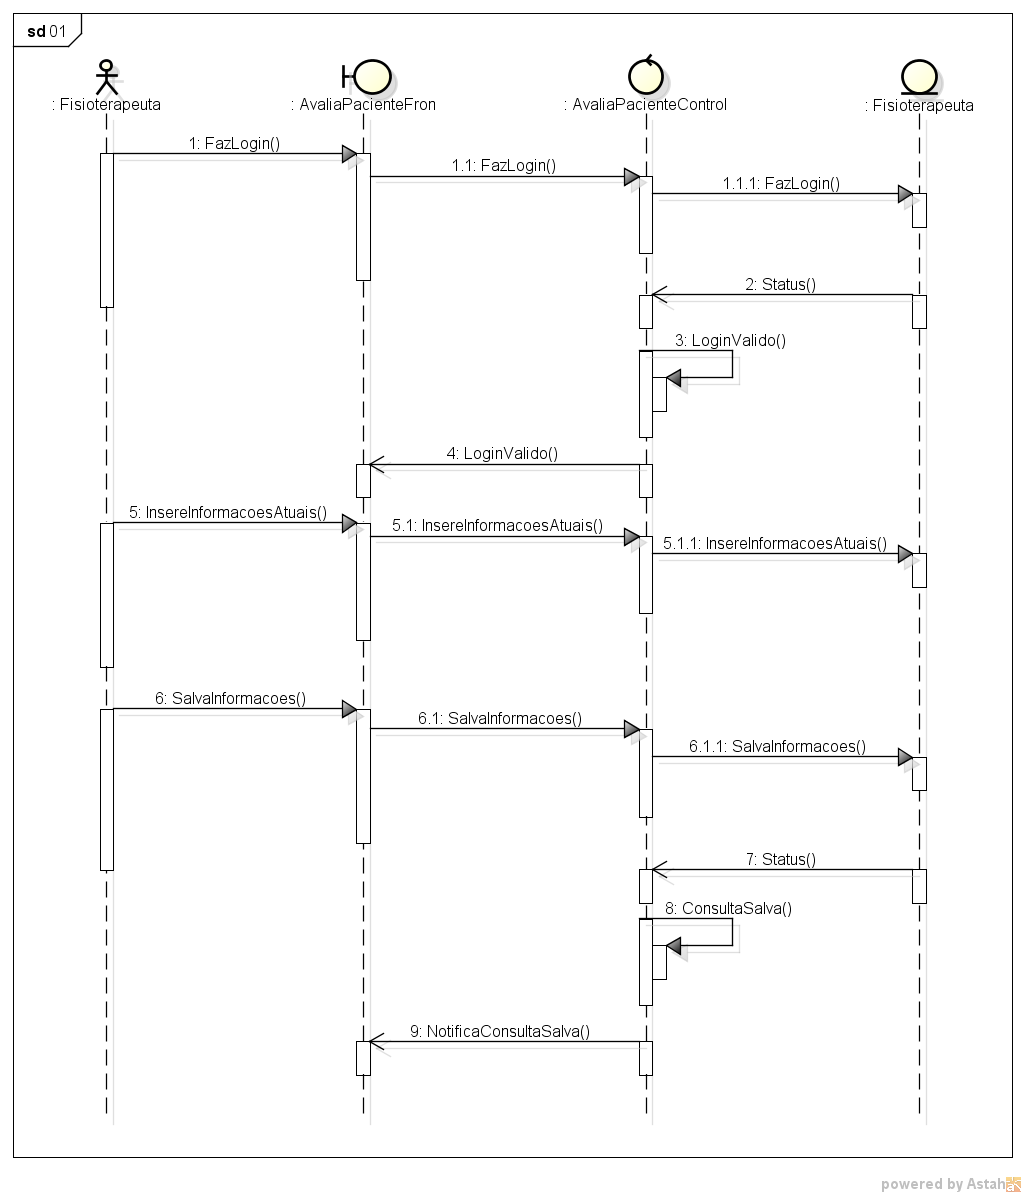 sd 01
: Fisioterapeuta
: AvaliaPacienteFron
: AvaliaPacienteControl
: Fisioterapeuta
1: FazLogin()
1.1: FazLogin()
1.1.1: FazLogin()
2: Status()
3: LoginValido()
4: LoginValido()
5: InsereInformacoesAtuais()
5.1: InsereInformacoesAtuais()
5.1.1: InsereInformacoesAtuais()
6: SalvaInformacoes()
6.1: SalvaInformacoes()
6.1.1: SalvaInformacoes()
7: Status()
8: ConsultaSalva()
9: NotificaConsultaSalva()
powered by Astah